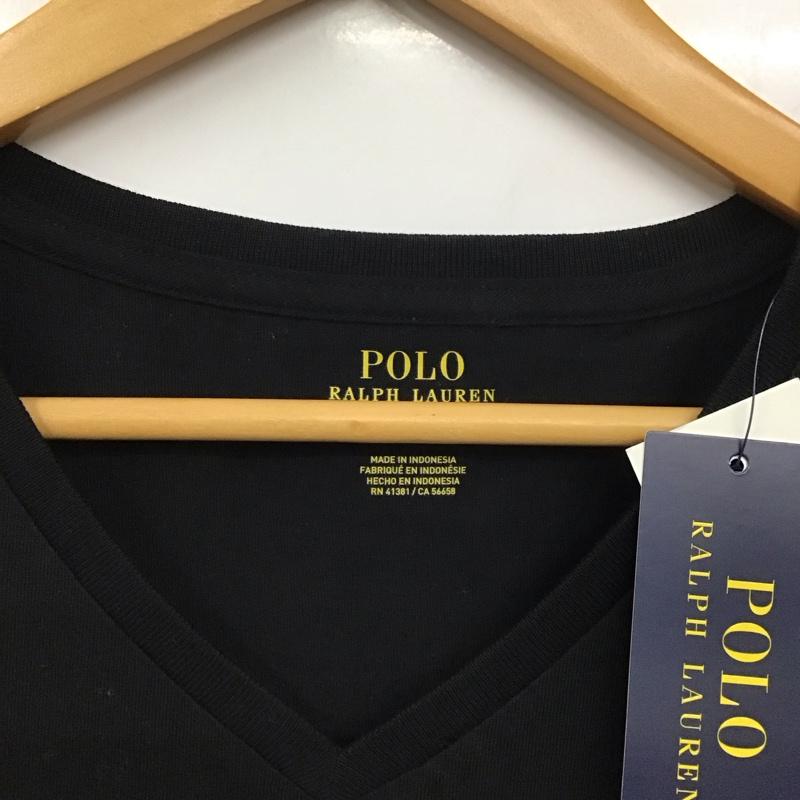 POLO
RALPH LAUREN
MADE IN INDONESIA
FABRIQUÉ EN INDONÉSIE
HECHO EN INDONESIA
RN 41381 / CA 56658
POLO
RALPH LAUREN